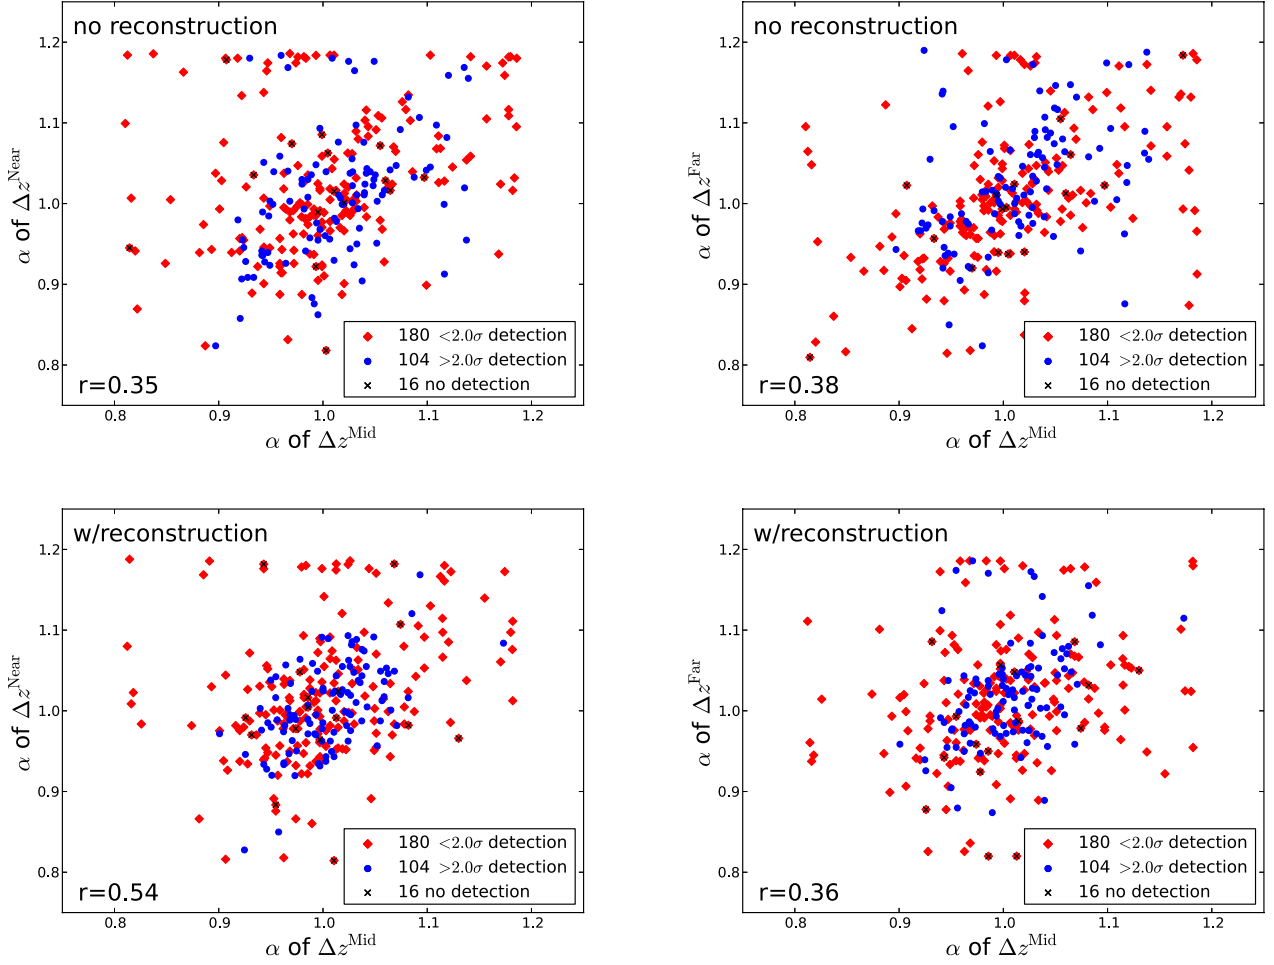 no reconstruction
1.2
1.1
1.0
0.9
0.8
α of Δz^Near
180 <2.0σ detection
104 >2.0σ detection
16 no detection
r=0.35
0.8 0.9 1.0 1.1 1.2
α of Δz^Mid
no reconstruction
1.2
1.1
1.0
0.9
0.8
α of Δz^Far
180 <2.0σ detection
104 >2.0σ detection
16 no detection
r=0.38
0.8 0.9 1.0 1.1 1.2
α of Δz^Mid
w/reconstruction
1.2
1.1
1.0
0.9
0.8
α of Δz^Near
180 <2.0σ detection
104 >2.0σ detection
16 no detection
r=0.54
0.8 0.9 1.0 1.1 1.2
α of Δz^Mid
w/reconstruction
1.2
1.1
1.0
0.9
0.8
α of Δz^Far
180 <2.0σ detection
104 >2.0σ detection
16 no detection
r=0.36
0.8 0.9 1.0 1.1 1.2
α of Δz^Mid